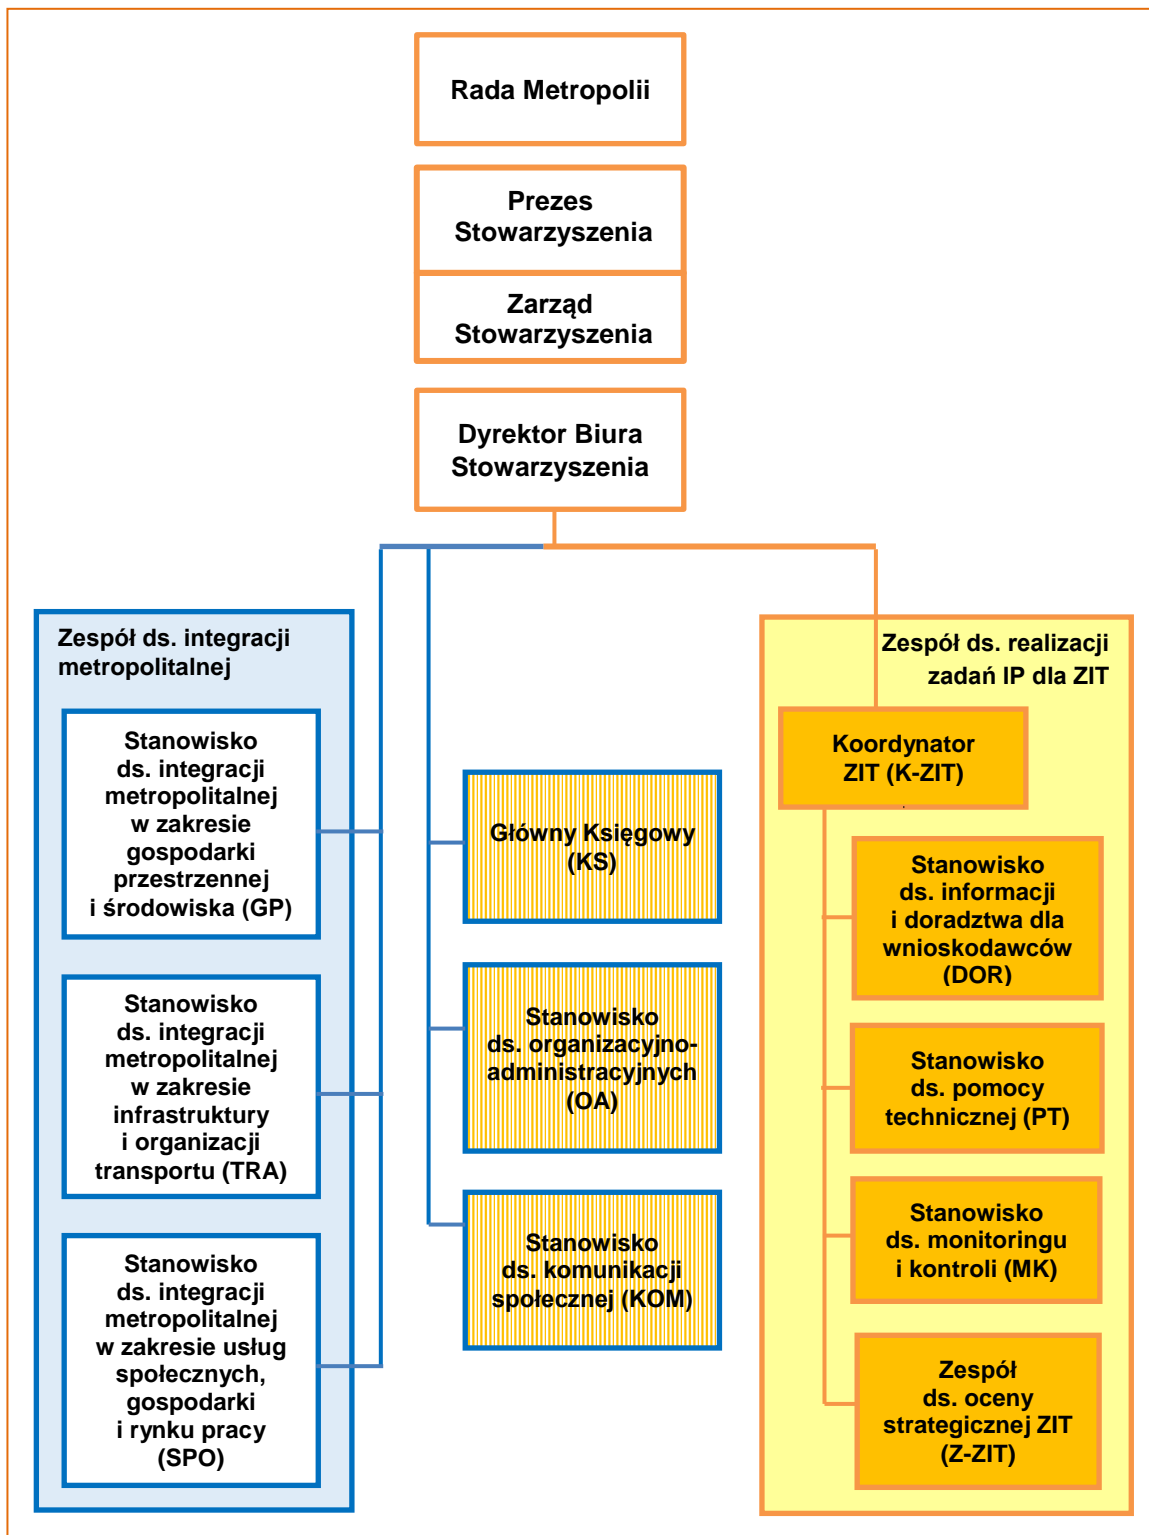 Rada Metropolii
Prezes
Stowarzyszenia
Zarząd
Stowarzyszenia
Dyrektor Biura
Stowarzyszenia
Zespół ds. integracji
metropolitalnej
Stanowisko
ds. integracji
metropolitalnej
w zakresie
gospodarki
przestrzennej
i środowiska (GP)
Stanowisko
ds. integracji
metropolitalnej
w zakresie
infrastruktury
i organizacji
transportu (TRA)
Stanowisko
ds. integracji
metropolitalnej
w zakresie usług
społecznych,
gospodarki
i rynku pracy
(SPO)
Główny Księgowy
(KS)
Stanowisko
ds. organizacyjno-
administracyjnych
(OA)
Stanowisko
ds. komunikacji
społecznej (KOM)
Zespół ds. realizacji
zadań IP dla ZIT
Koordynator
ZIT (K-ZIT)
Stanowisko
ds. informacji
i doradztwa dla
wnioskodawców
(DOR)
Stanowisko
ds. pomocy
technicznej (PT)
Stanowisko
ds. monitoringu
i kontroli (MK)
Zespół
ds. oceny
strategicznej ZIT
(Z-ZIT)